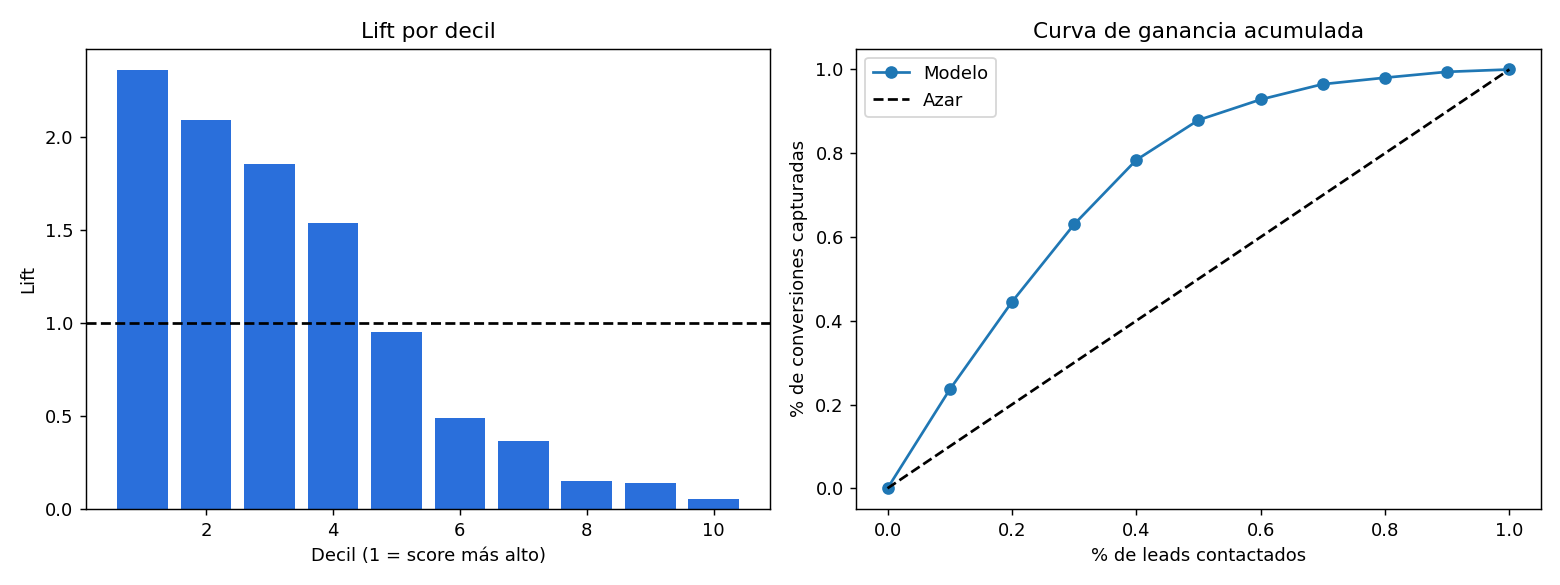 Lift por decil
Lift
2.0
1.5
1.0
0.5
0.0
2 4 6 8 10
Decil (1 = score más alto)
Curva de ganancia acumulada
Modelo
Azar
% de conversiones capturadas
1.0
0.8
0.6
0.4
0.2
0.0
0.0 0.2 0.4 0.6 0.8 1.0
% de leads contactados